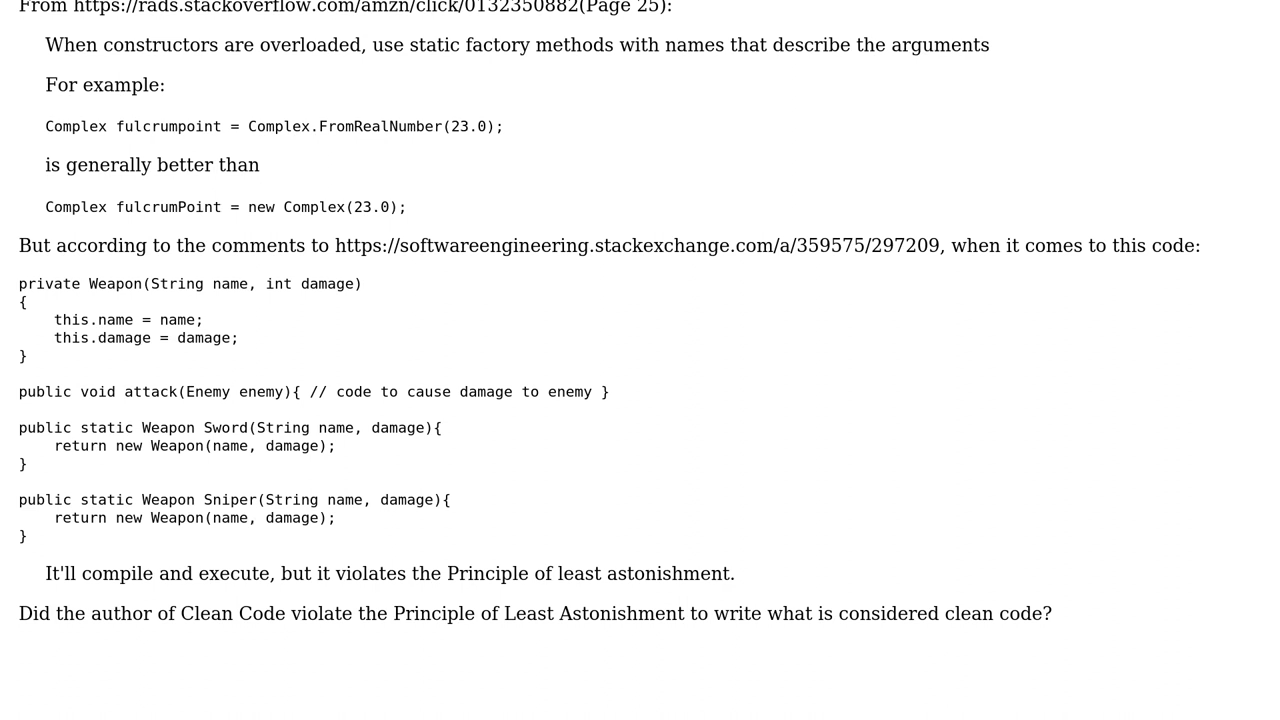 From https://rads.stackoverflow.com/amzn/click/0132350882(Page 25):
When constructors are overloaded, use static factory methods with names that describe the arguments
For example:
Complex fulcrumpoint = Complex.FromRealNumber(23.0);
is generally better than
Complex fulcrumPoint = new Complex(23.0);
But according to the comments to https://softwareengineering.stackexchange.com/a/359575/297209, when it comes to this code:
private Weapon(String name, int damage)
{
    this.name = name;
    this.damage = damage;
}
public void attack(Enemy enemy){ // code to cause damage to enemy }
public static Weapon Sword(String name, damage){
    return new Weapon(name, damage);
}
public static Weapon Sniper(String name, damage){
    return new Weapon(name, damage);
}
It'll compile and execute, but it violates the Principle of least astonishment.
Did the author of Clean Code violate the Principle of Least Astonishment to write what is considered clean code?